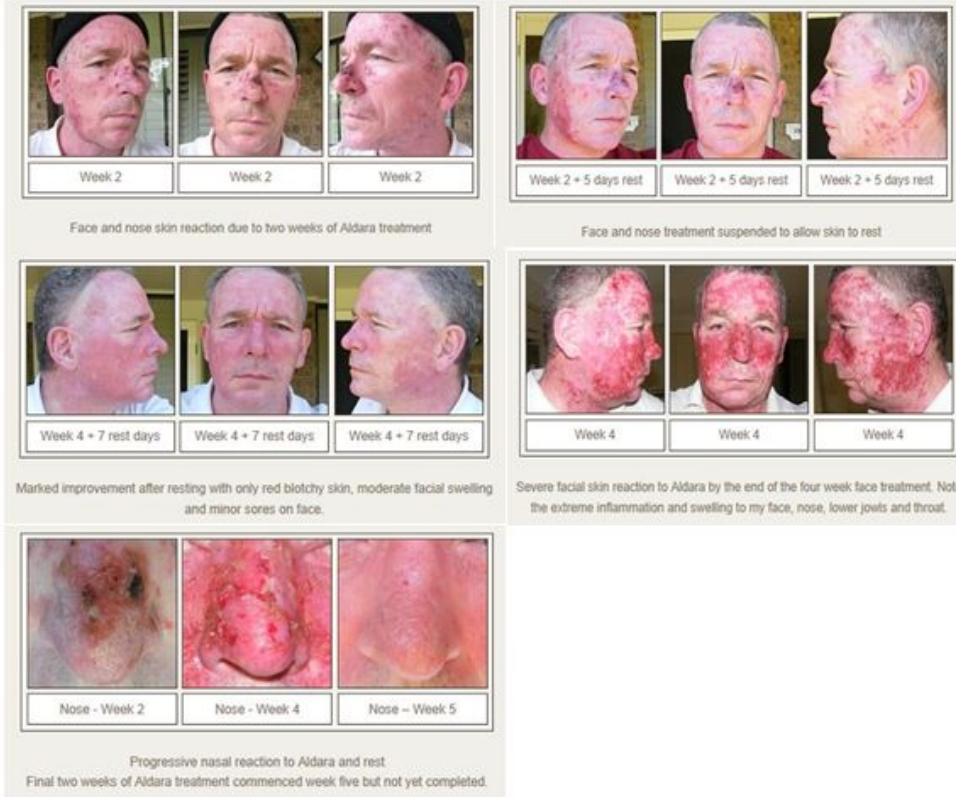 Week 2
Week 2
Week 2
Face and nose skin reaction due to two weeks of Aldara treatment
Week 2 + 5 days rest
Week 2 + 5 days rest
Week 2 + 5 days rest
Face and nose treatment suspended to allow skin to rest
Week 4 + 7 rest days
Week 4 + 7 rest days
Week 4 + 7 rest days
Marked improvement after resting with only red blotchy skin, moderate facial swelling
and minor sores on face.
Week 4
Week 4
Week 4
Severe facial skin reaction to Aldara by the end of the four week face treatment. Not
the extreme inflammation and swelling to my face, nose, lower jowls and throat.
Nose - Week 2
Nose - Week 4
Nose – Week 5
Progressive nasal reaction to Aldara and rest
Final two weeks of Aldara treatment commenced week five but not yet completed.